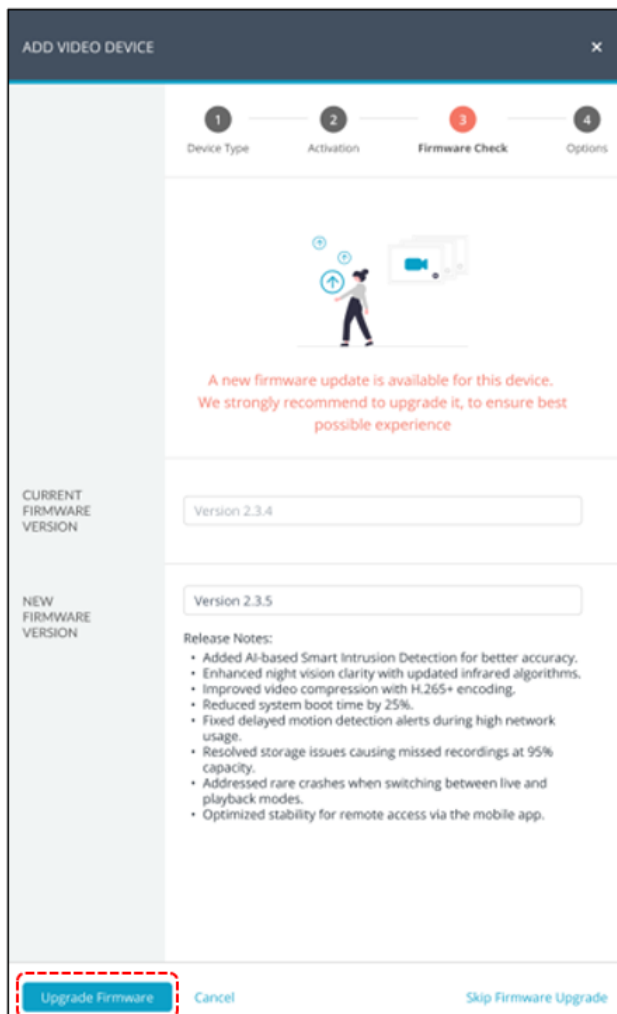 ADD VIDEO DEVICE ×
1 2 3 4
Device Type Activation Firmware Check Options
A new firmware update is available for this device.
We strongly recommend to upgrade it, to ensure best
possible experience
CURRENT
FIRMWARE
VERSION
Version 2.3.4
NEW
FIRMWARE
VERSION
Version 2.3.5
Release Notes:
• Added AI-based Smart Intrusion Detection for better accuracy.
• Enhanced night vision clarity with updated infrared algorithms.
• Improved video compression with H.265+ encoding.
• Reduced system boot time by 25%.
• Fixed delayed motion detection alerts during high network
usage.
• Resolved storage issues causing missed recordings at 95%
capacity.
• Addressed rare crashes when switching between live and
playback modes.
• Optimized stability for remote access via the mobile app.
Upgrade Firmware Cancel Skip Firmware Upgrade